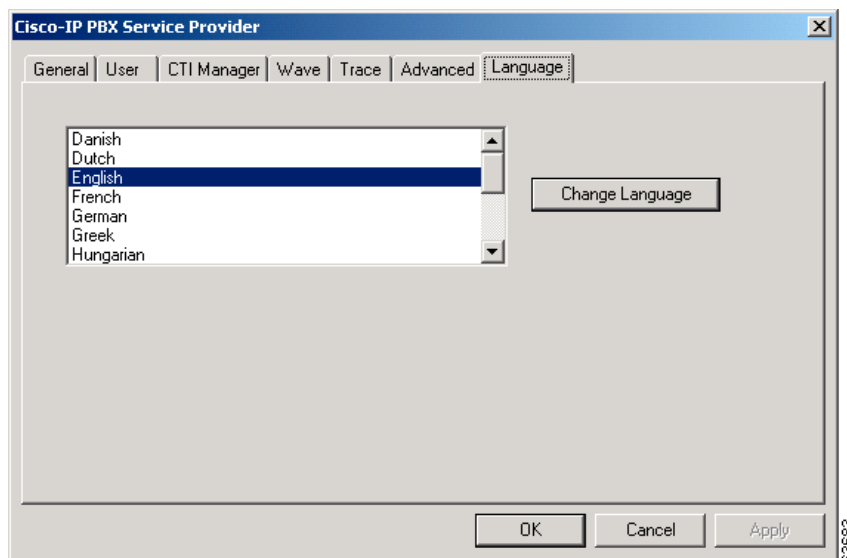 Cisco-IP PBX Service Provider
General User CTI Manager Wave Trace Advanced Language
Danish
Dutch
English
French
German
Greek
Hungarian
Change Language
OK Cancel Apply